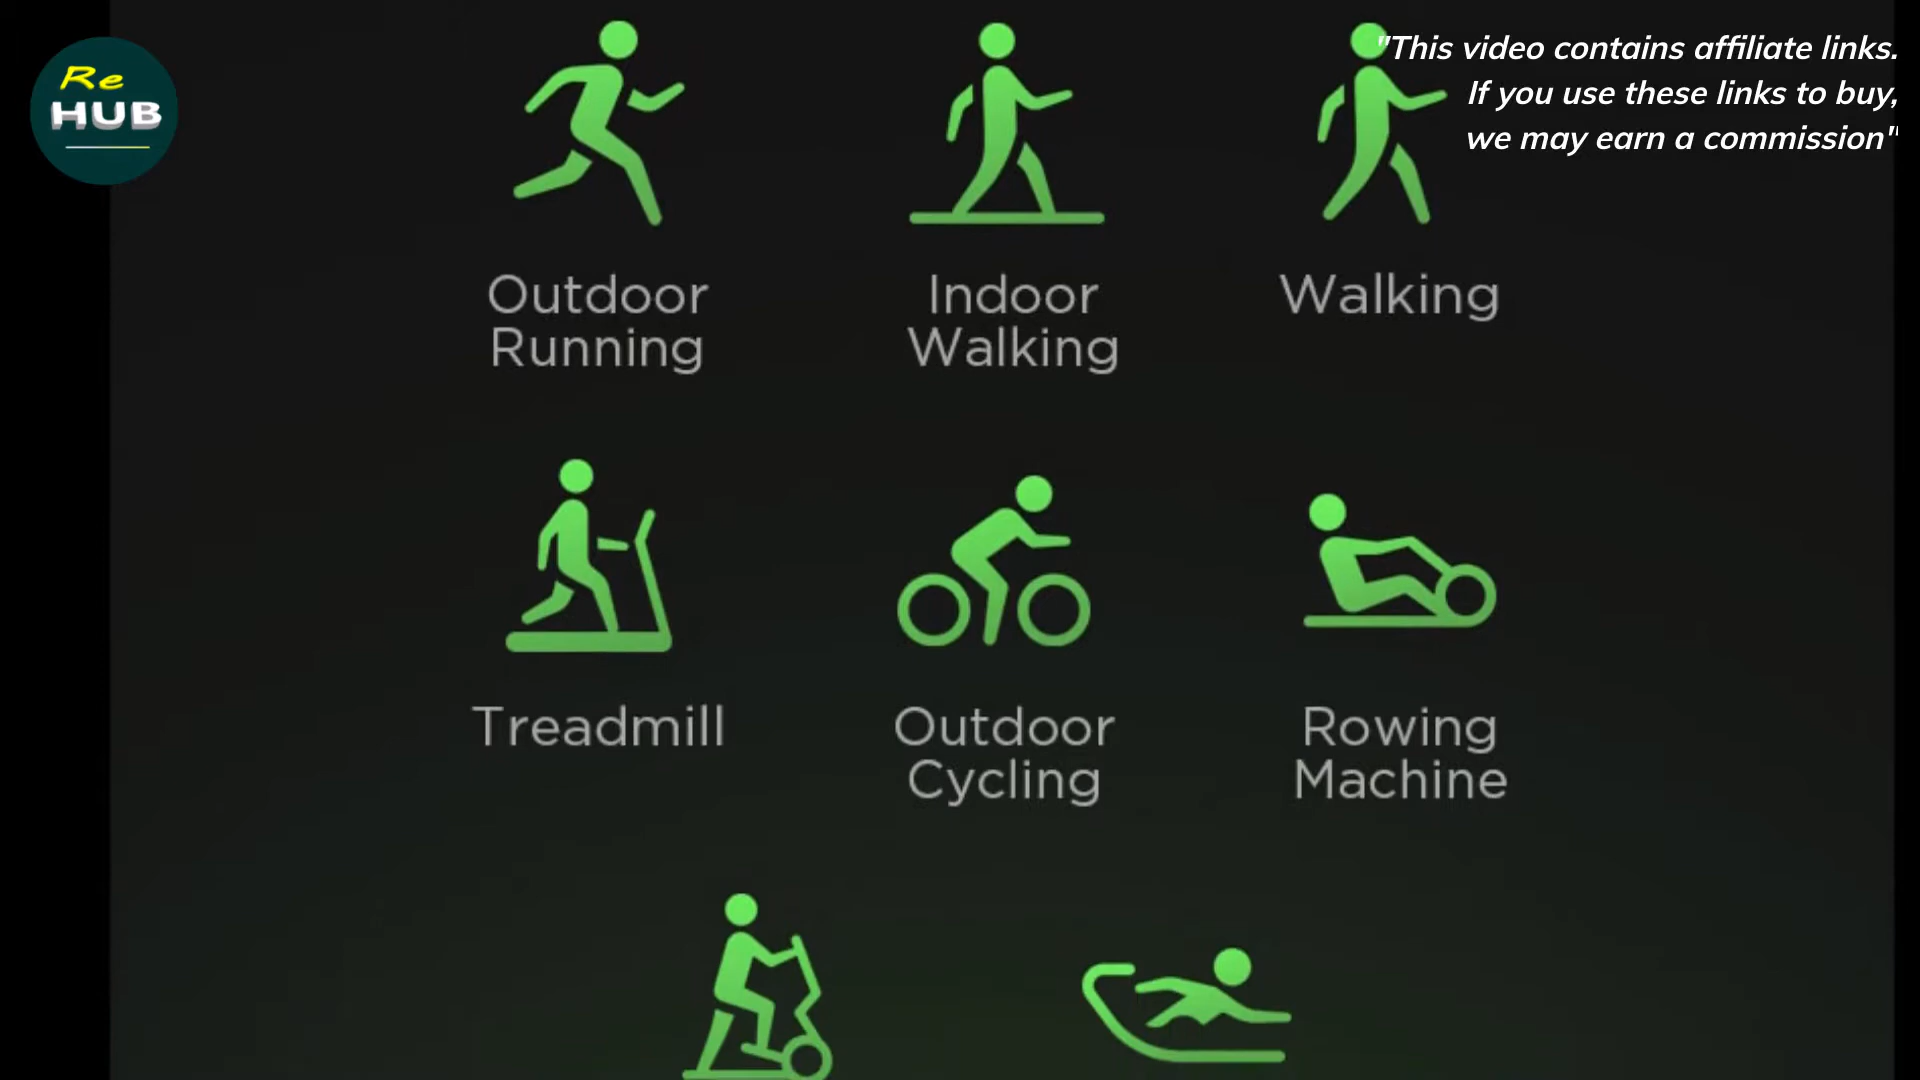 Re
HUB
"This video contains affiliate links.
If you use these links to buy,
we may earn a commission"
Outdoor
Running
Indoor
Walking
Walking
Treadmill
Outdoor
Cycling
Rowing
Machine